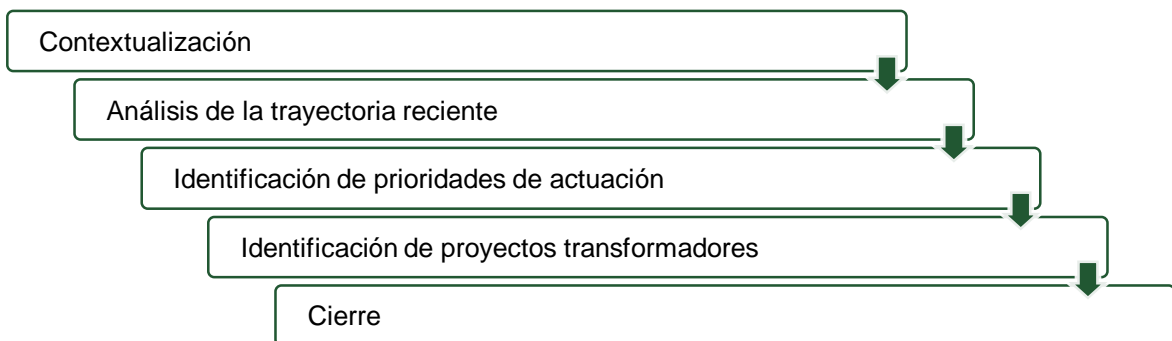 Contextualización
Análisis de la trayectoria reciente
Identificación de prioridades de actuación
Identificación de proyectos transformadores
Cierre